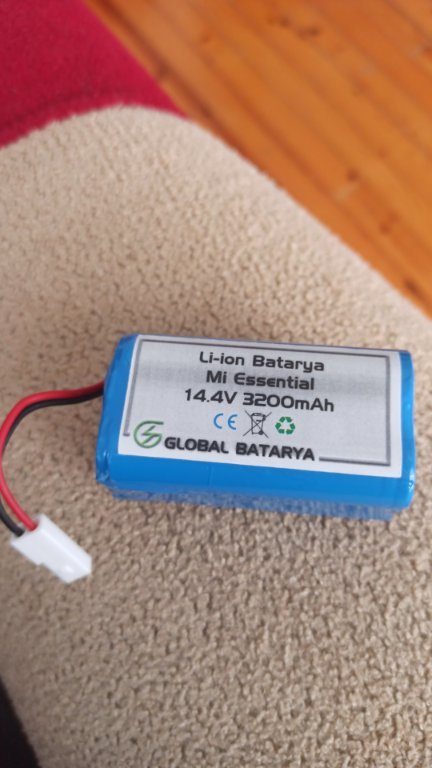 Li-ion Batarya
Mi Essential
14.4V 3200mAh
CE
GLOBAL BATARYA